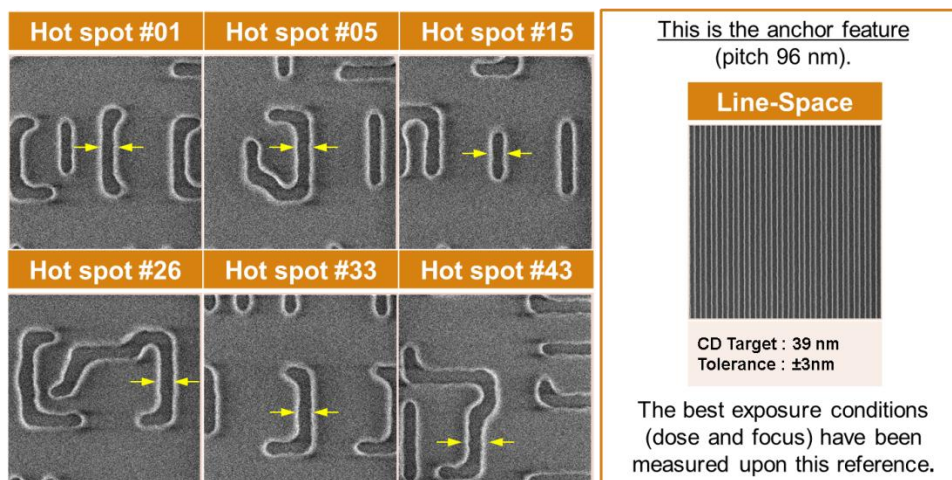 Hot spot #01
Hot spot #05
Hot spot #15
Hot spot #26
Hot spot #33
Hot spot #43
This is the anchor feature
(pitch 96 nm).
Line-Space
CD Target : 39 nm
Tolerance : ±3nm
The best exposure conditions
(dose and focus) have been
measured upon this reference.